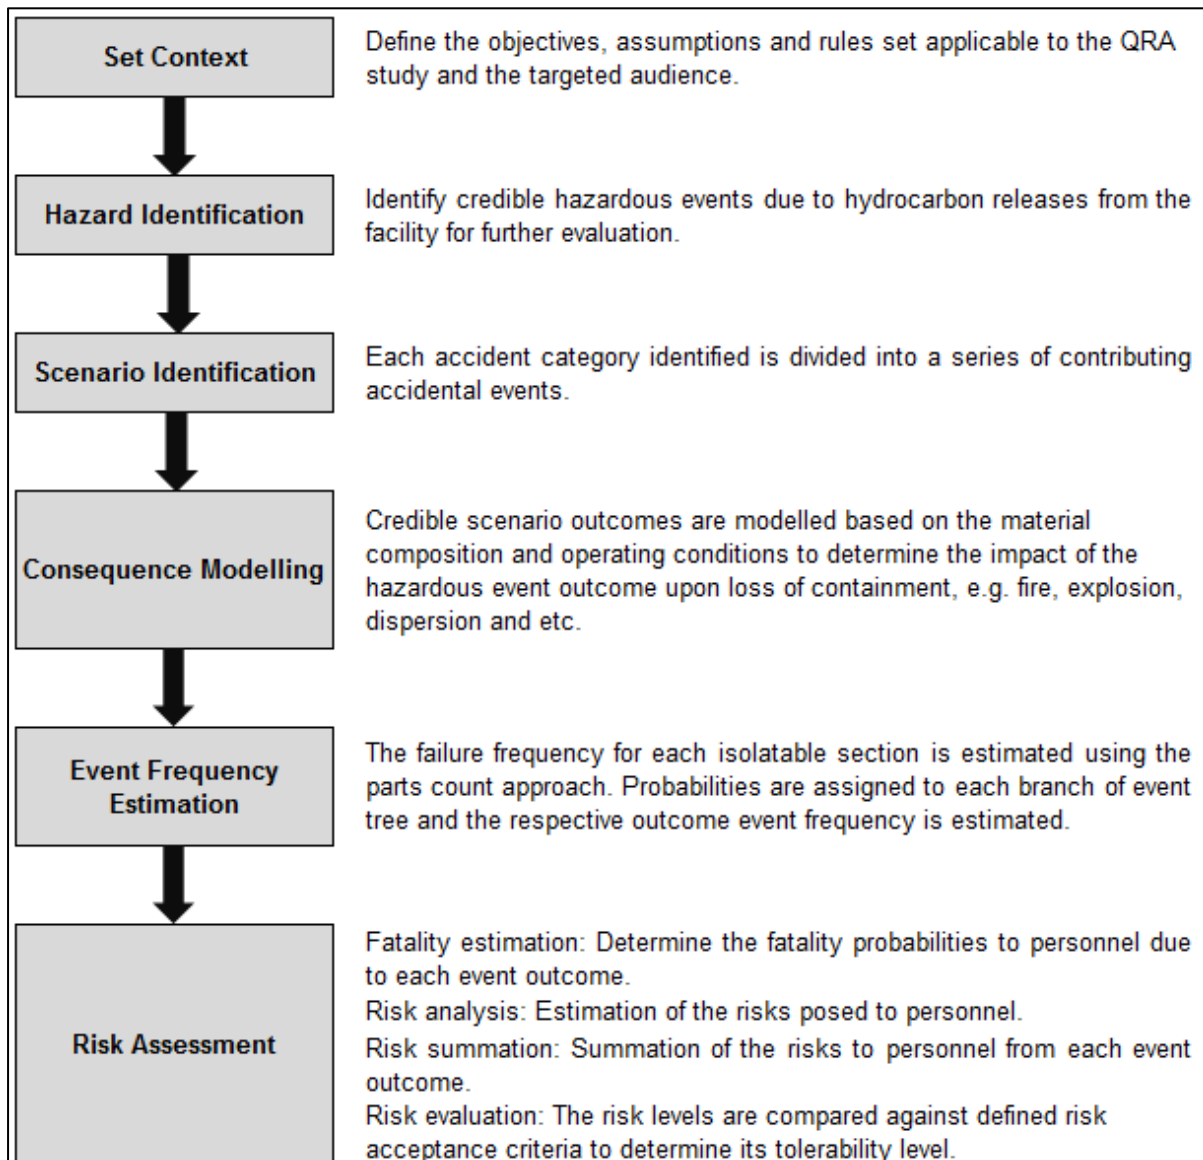 Set Context
Define the objectives, assumptions and rules set applicable to the QRA
study and the targeted audience.
Hazard Identification
Identify credible hazardous events due to hydrocarbon releases from the
facility for further evaluation.
Scenario Identification
Each accident category identified is divided into a series of contributing
accidental events.
Consequence Modelling
Credible scenario outcomes are modelled based on the material
composition and operating conditions to determine the impact of the
hazardous event outcome upon loss of containment, e.g. fire, explosion,
dispersion and etc.
Event Frequency
Estimation
The failure frequency for each isolatable section is estimated using the
parts count approach. Probabilities are assigned to each branch of event
tree and the respective outcome event frequency is estimated.
Risk Assessment
Fatality estimation: Determine the fatality probabilities to personnel due
to each event outcome.
Risk analysis: Estimation of the risks posed to personnel.
Risk summation: Summation of the risks to personnel from each event
outcome.
Risk evaluation: The risk levels are compared against defined risk
acceptance criteria to determine its tolerability level.